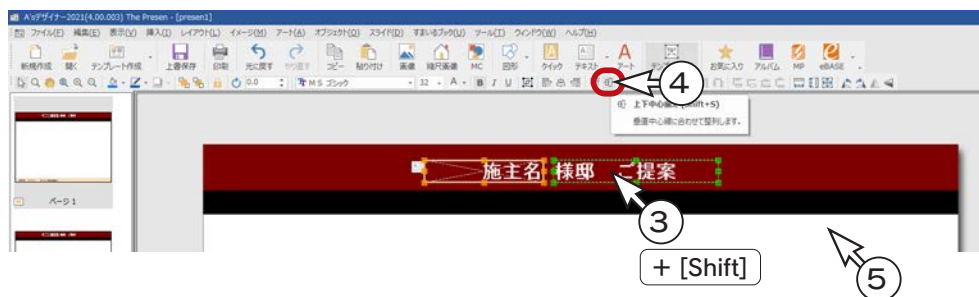 A'sデザイナー2021(4.00.003) The Presen - [presen1]
ファイル(F) 編集(E) 表示(V) 挿入(I) レイアウト(L) イメージ(M) アート(A) オブジェクト(O) スライド(P) すまいるブック(U) ツール(T) ウィンドウ(W) ヘルプ(H)
新規作成 開く テンプレート作成 上書保存 印刷 元に戻す やり直す コピー 貼り付け 画像 縮尺画像 MC 図形 クイック テキスト アート お気に入り アルバム MP eBASE
0.0 MS ゴシック 32 A B I U
④
上下中心揃え (Shift+S)
垂直中心線に合わせて整列します。
施主名 様邸 ご提案
ページ 1
③
+ [Shift]
⑤